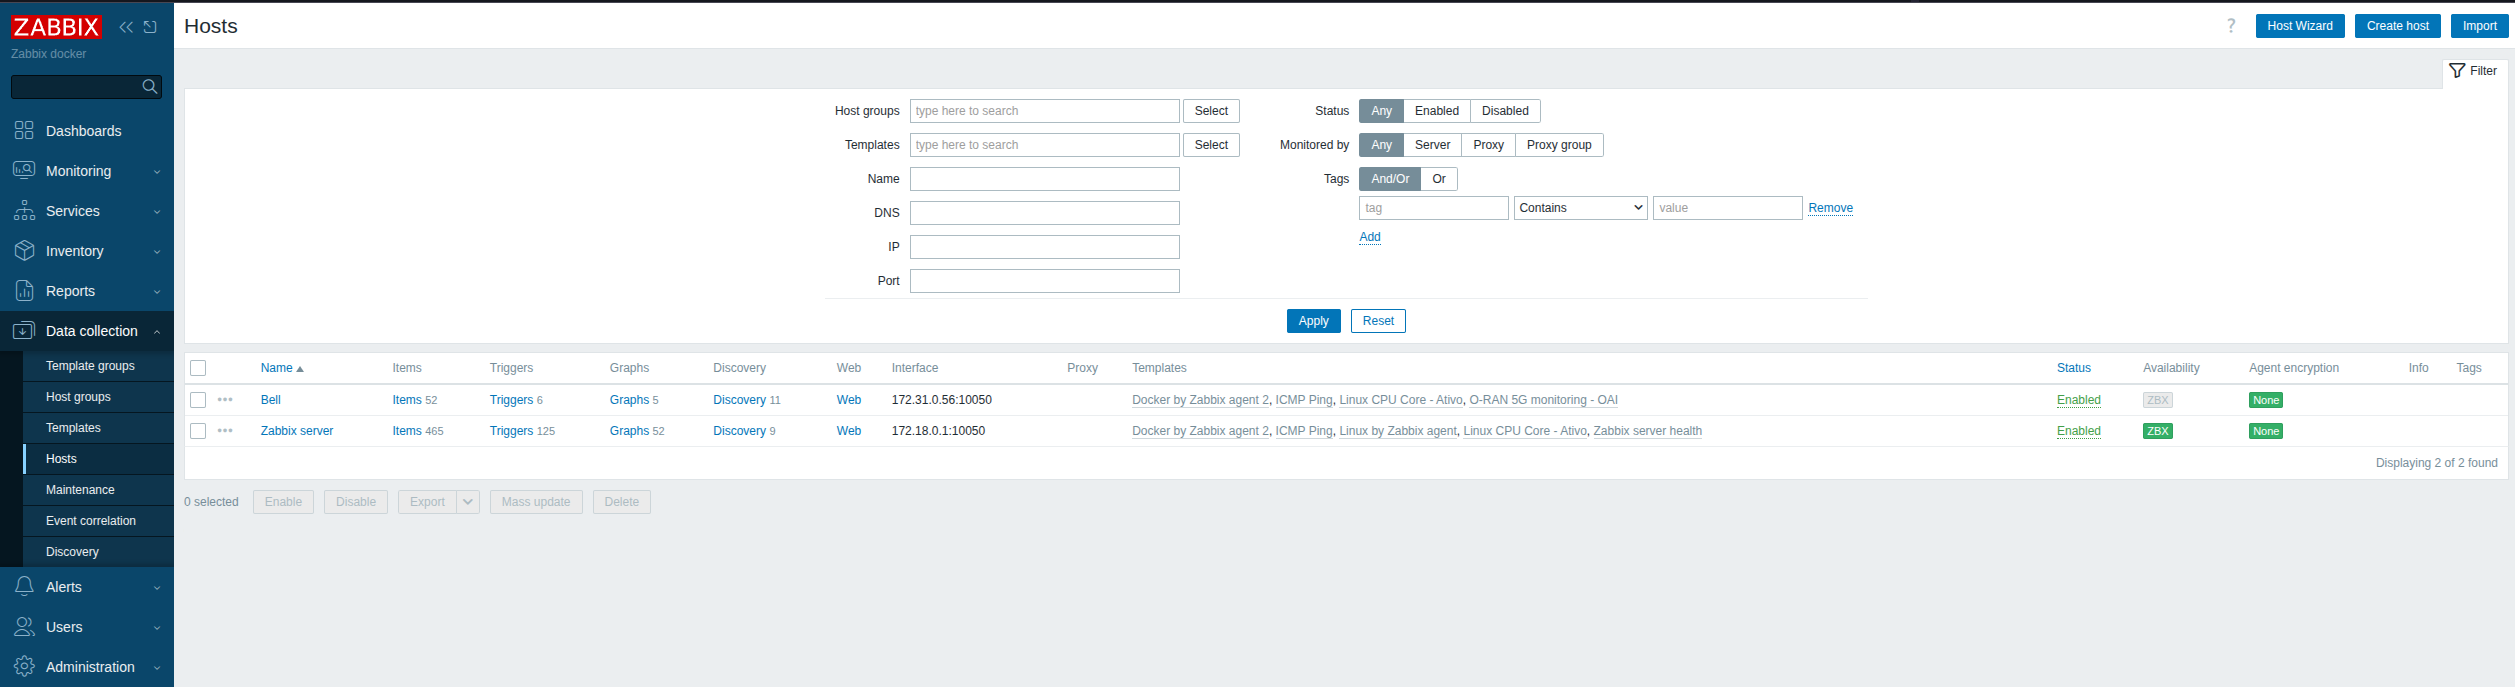 ZABBIX
Zabbix docker
Dashboards
Monitoring
Services
Inventory
Reports
Data collection
Template groups
Host groups
Templates
Hosts
Maintenance
Event correlation
Discovery
Alerts
Users
Administration
Hosts
? Host Wizard Create host Import
Filter
Host groups type here to search Select
Templates type here to search Select
Name
DNS
IP
Port
Status Any Enabled Disabled
Monitored by Any Server Proxy Proxy group
Tags And/Or Or
tag Contains value Remove
Add
Apply Reset
Name Items Triggers Graphs Discovery Web Interface Proxy Templates Status Availability Agent encryption Info Tags
Bell Items 52 Triggers 6 Graphs 5 Discovery 11 Web 172.31.0.56:10050 Docker by Zabbix agent 2, ICMP Ping, Linux CPU Core - Ativo, O-RAN 5G monitoring - OAI Enabled ZBX None
Zabbix server Items 465 Triggers 125 Graphs 52 Discovery 9 Web 172.18.0.1:10050 Docker by Zabbix agent 2, ICMP Ping, Linux by Zabbix agent, Linux CPU Core - Ativo, Zabbix server health Enabled ZBX None
Displaying 2 of 2 found
0 selected Enable Disable Export Mass update Delete